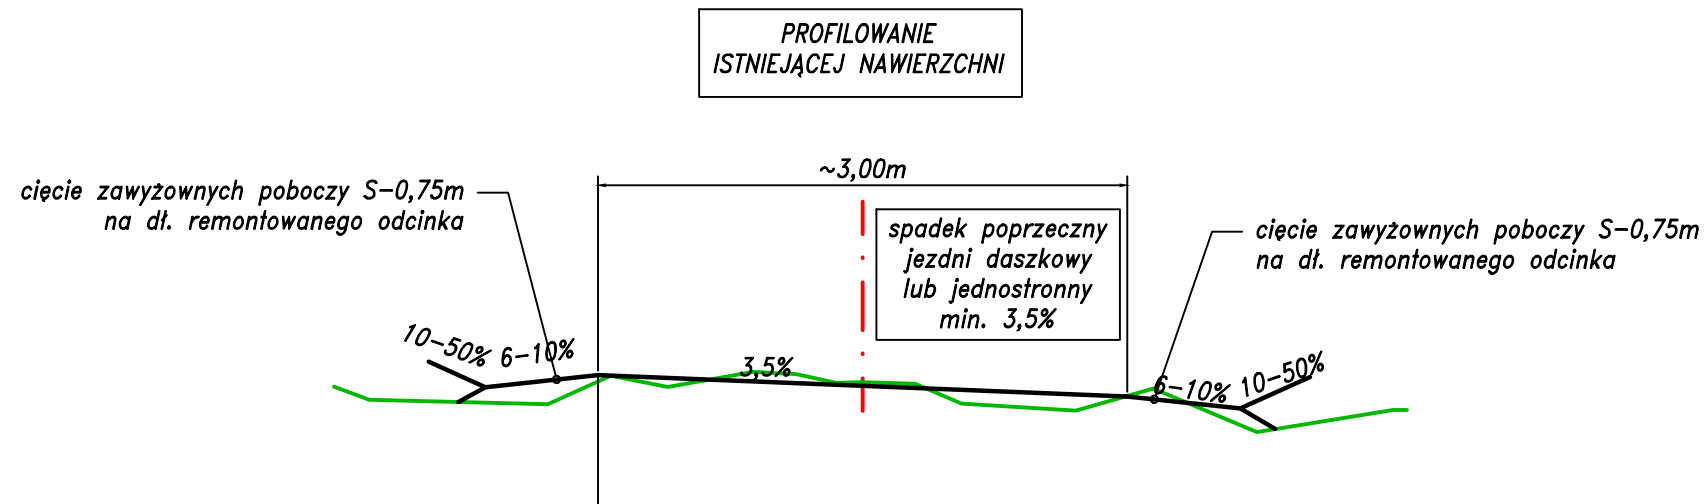 PROFILOWANIE
ISTNIEJĄCEJ NAWIERZCHNI
~3,00m
cięcie zawyżownych poboczy S-0,75m
na dł. remontowanego odcinka
spadek poprzeczny
jezdni daszkowy
lub jednostronny
min. 3,5%
cięcie zawyżownych poboczy S-0,75m
na dł. remontowanego odcinka
10-50%
6-10%
3,5%
6-10%
10-50%